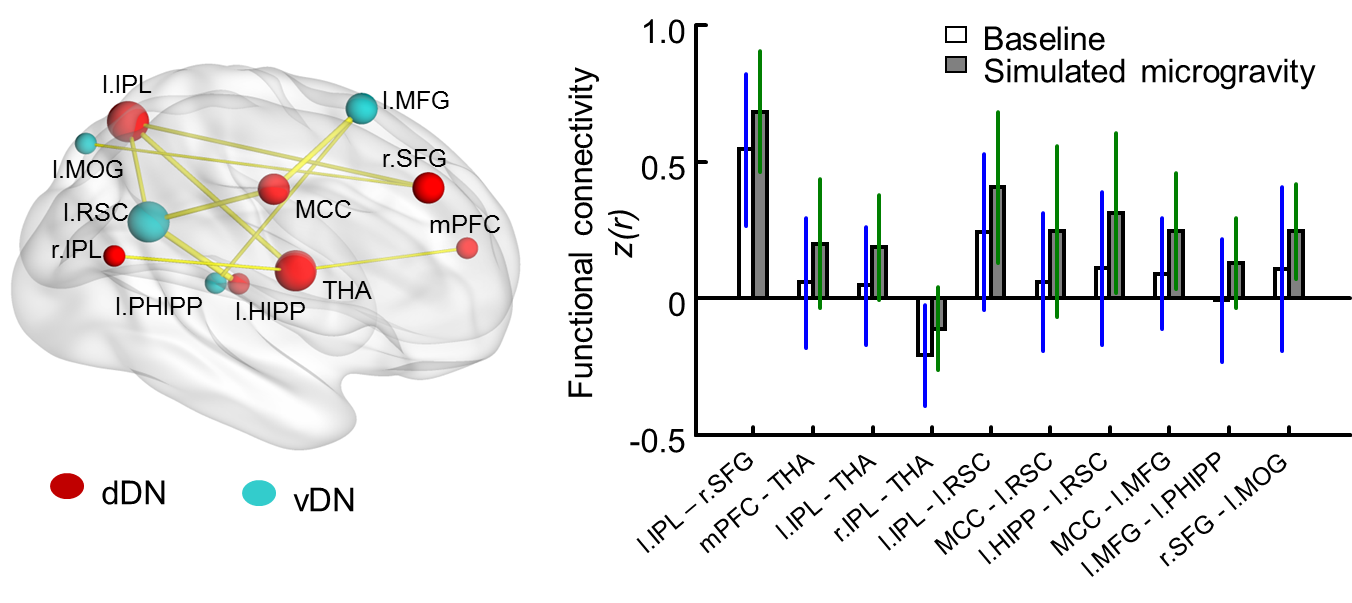 l.IPL
l.MFG
l.MOG
r.SFG
l.RSC
MCC
mPFC
r.IPL
THA
l.PHIPP
l.HIPP
dDN
vDN
Functional connectivity
z(r)
1.0
0.5
0
-0.5
Baseline
Simulated microgravity
l.IPL – r.SFG
mPFC - THA
l.IPL - THA
r.IPL - THA
l.IPL - l.RSC
MCC - l.RSC
l.HIPP - l.RSC
MCC - l.MFG
l.MFG - l.PHIPP
r.SFG - l.MOG